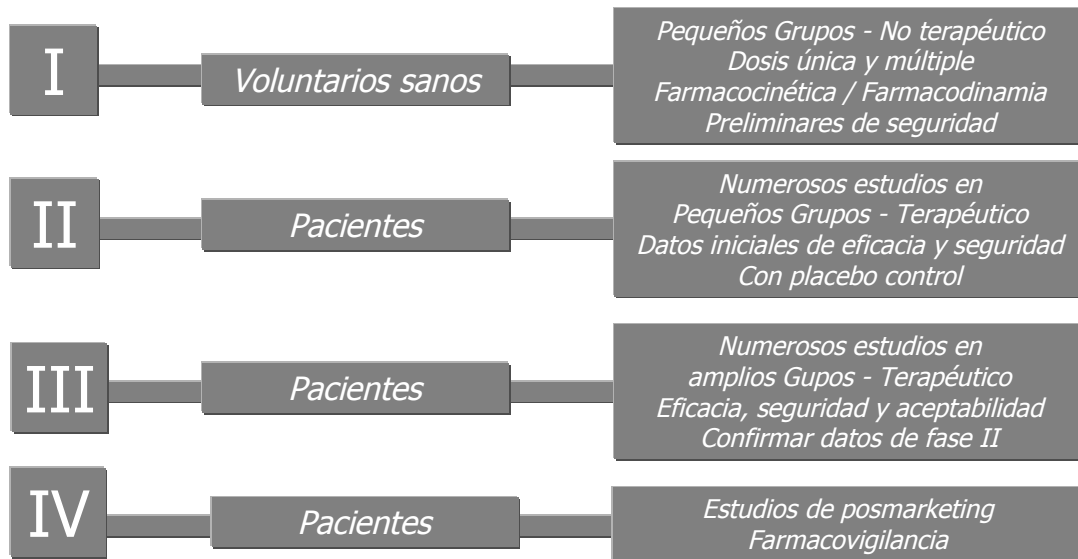 I
Voluntarios sanos
Pequeños Grupos - No terapéutico
Dosis única y múltiple
Farmacocinética / Farmacodinamia
Preliminares de seguridad
II
Pacientes
Numerosos estudios en
Pequeños Grupos - Terapéutico
Datos iniciales de eficacia y seguridad
Con placebo control
III
Pacientes
Numerosos estudios en
amplios Gupos - Terapéutico
Eficacia, seguridad y aceptabilidad
Confirmar datos de fase II
IV
Pacientes
Estudios de posmarketing
Farmacovigilancia